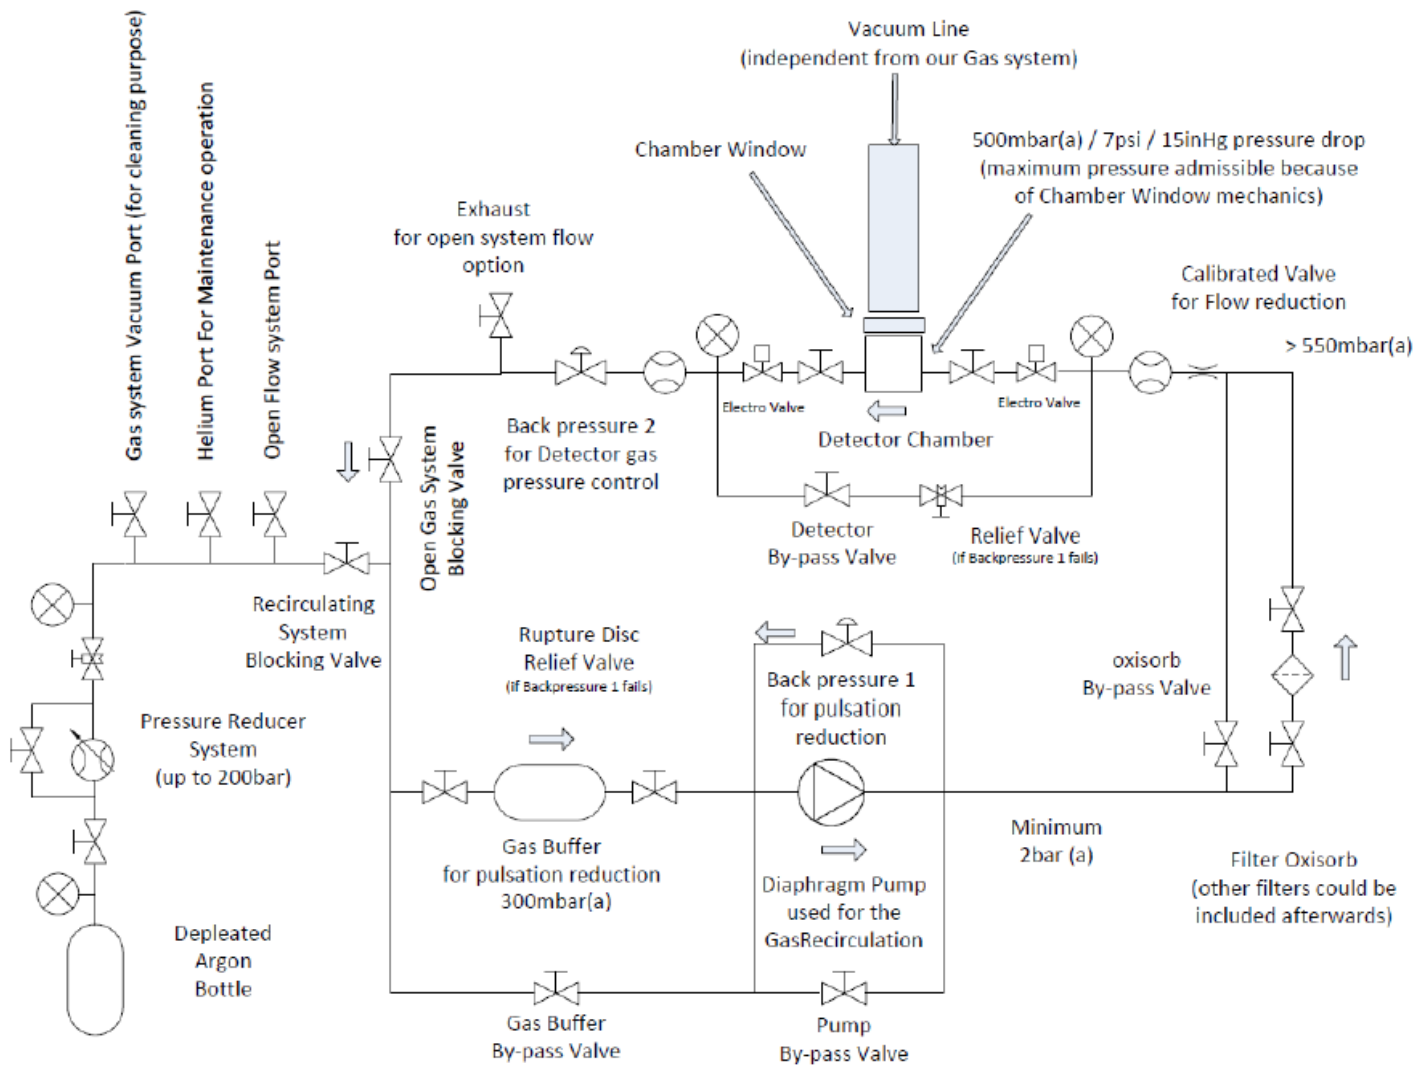 Vacuum Line
(independent from our Gas system)
Gas system Vacuum Port (for cleaning purpose)
Helium Port For Maintenance operation
Open Flow system Port
Chamber Window
500mbar(a) / 7psi / 15inHg pressure drop
(maximum pressure admissible because
of Chamber Window mechanics)
Exhaust
for open system flow
option
Calibrated Valve
for Flow reduction
> 550mbar(a)
Electro Valve
Electro Valve
Detector Chamber
Back pressure 2
for Detector gas
pressure control
Open Gas System
Blocking Valve
Detector
By-pass Valve
Relief Valve
(if Backpressure 1 fails)
Recirculating
System
Blocking Valve
Rupture Disc
Relief Valve
(if Backpressure 1 fails)
Back pressure 1
for pulsation
reduction
oxisorb
By-pass Valve
Pressure Reducer
System
(up to 200bar)
Gas Buffer
for pulsation reduction
300mbar(a)
Diaphragm Pump
used for the
GasRecirculation
Minimum
2bar (a)
Filter Oxisorb
(other filters could be
included afterwards)
Depleated
Argon
Bottle
Gas Buffer
By-pass Valve
Pump
By-pass Valve